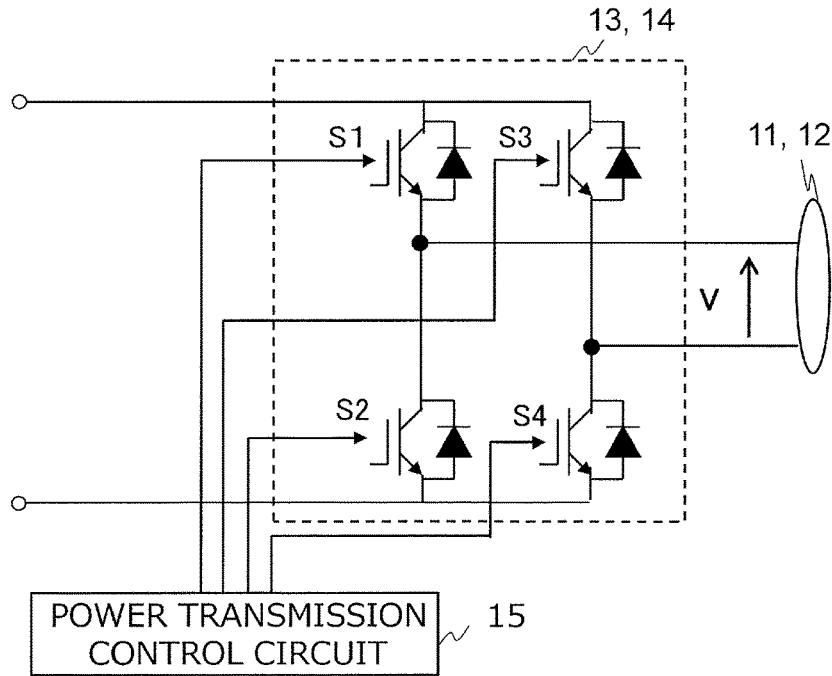 13, 14
S1
S3
11, 12
V
S2
S4
POWER TRANSMISSION
CONTROL CIRCUIT
15